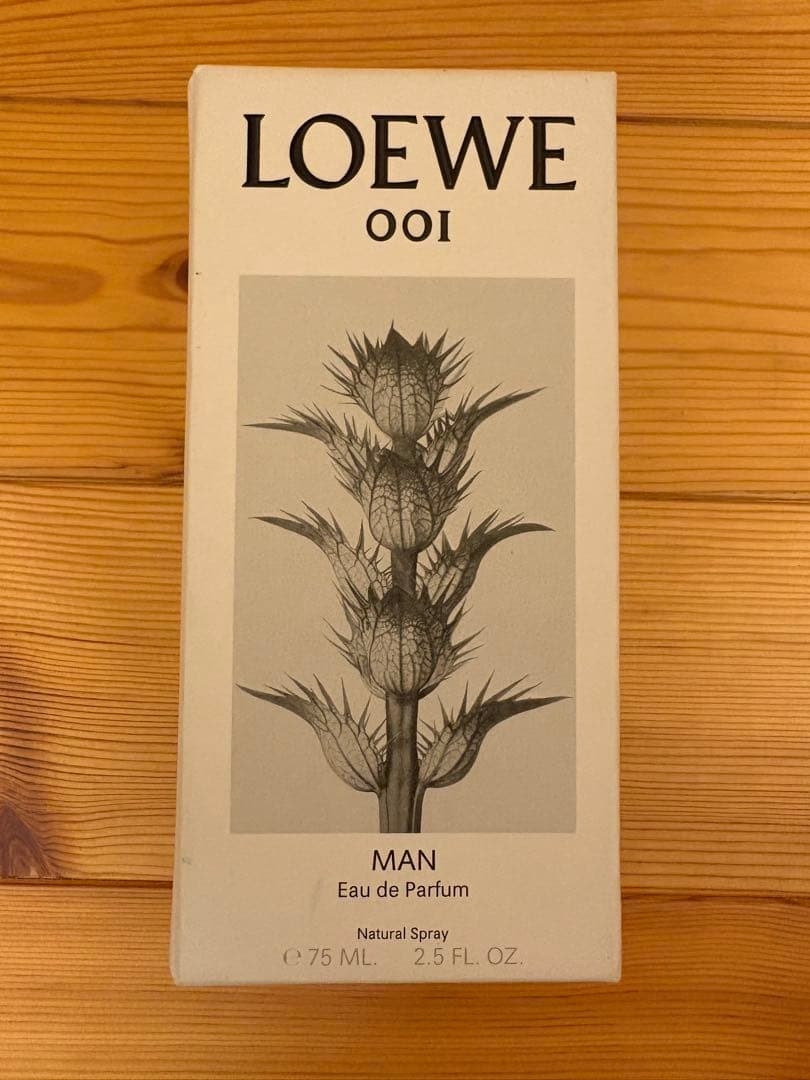 LOEWE
001
MAN
Eau de Parfum
Natural Spray
℮ 75 ML. 2.5 FL. OZ.